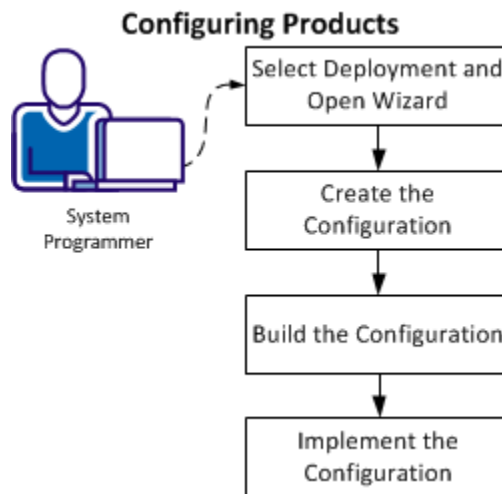 Configuring Products
Select Deployment and
Open Wizard
System
Programmer
Create the
Configuration
Build the Configuration
Implement the
Configuration